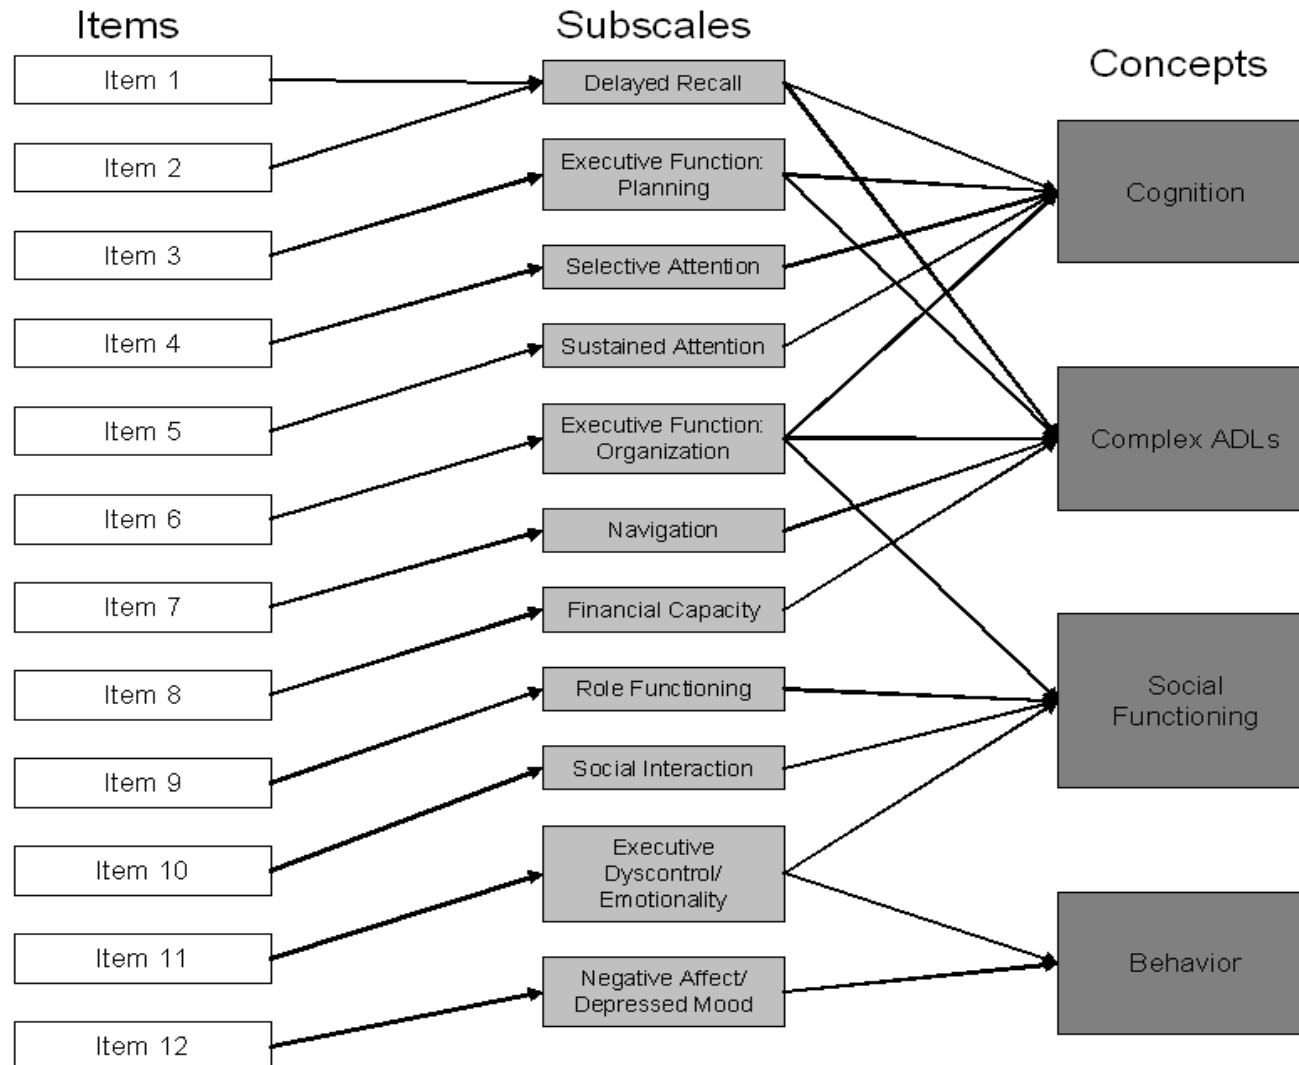 Items
Item 1
Item 2
Item 3
Item 4
Item 5
Item 6
Item 7
Item 8
Item 9
Item 10
Item 11
Item 12
Subscales
Delayed Recall
Executive Function:
Planning
Selective Attention
Sustained Attention
Executive Function:
Organization
Navigation
Financial Capacity
Role Functioning
Social Interaction
Executive
Dyscontrol/
Emotionality
Negative Affect/
Depressed Mood
Concepts
Cognition
Complex ADLs
Social
Functioning
Behavior